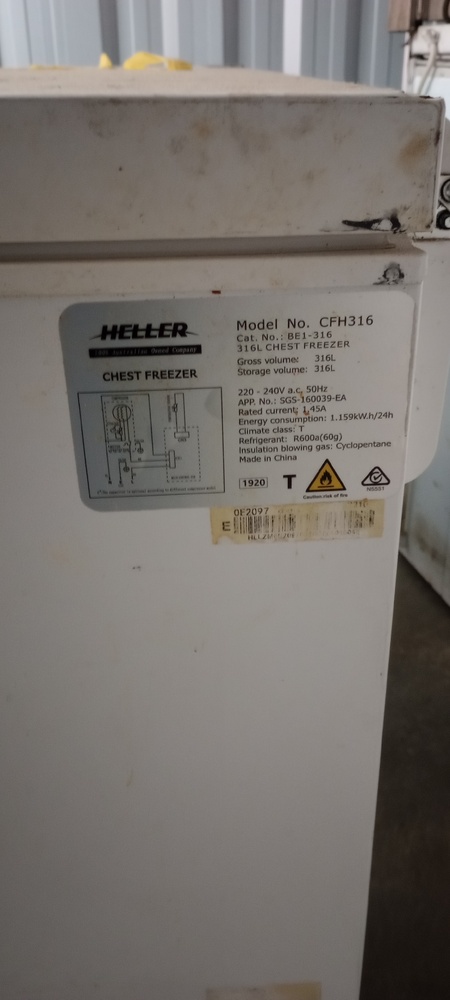 HELLER
100% Australian Owned Company
CHEST FREEZER
Model No. CFH316
Cat. No.: BE1-316
316L CHEST FREEZER
Gross volume: 316L
Storage volume: 316L
220 - 240V a.c. 50Hz
APP. No.: SGS-160039-EA
Rated current: 1.45A
Energy consumption: 1.159kW.h/24h
Climate class: T
Refrigerant: R600a(60g)
Insulation blowing gas: Cyclopentane
Made in China
1920
T
Caution risk of fire
0E2097
E